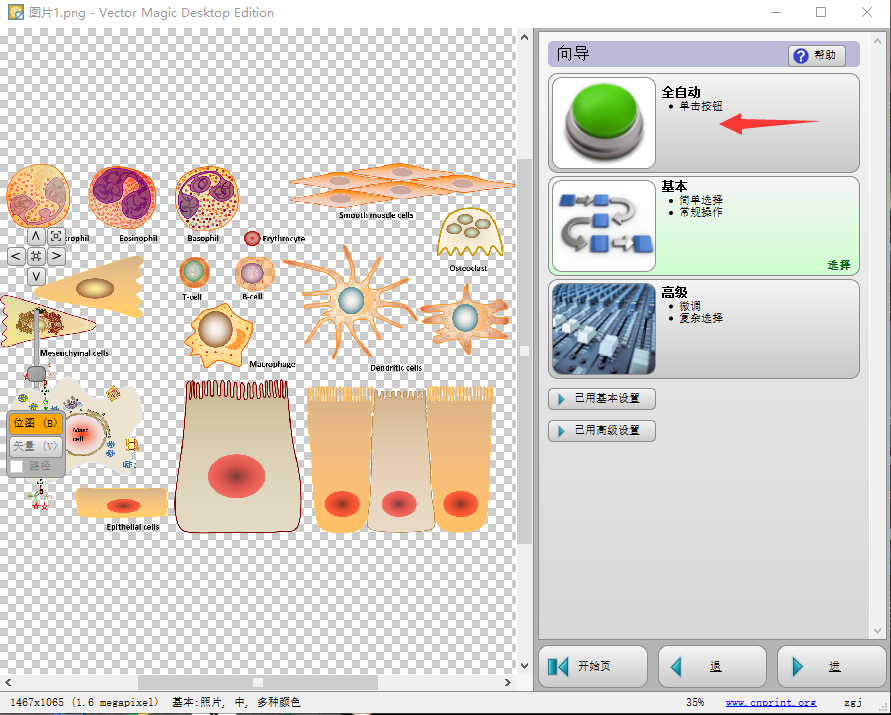 图片1.png - Vector Magic Desktop Edition
向导
帮助
全自动
单击按钮
基本
简单选择
常规操作
选择
高级
微调
复杂选择
已用基本设置
已用高级设置
Eosinophil
Basophil
Erythrocyte
Smooth muscle cells
Osteoclast
T-cell
B-cell
Mesenchymal cells
Macrophage
Dendritic cells
位图 (B)
矢量 (V)
路径
Mast
cell
Epithelial cells
开始页
退
进
1467x1065 (1.6 megapixel) 基本:照片, 中, 多种颜色
35%
www.cnprint.org
zgj